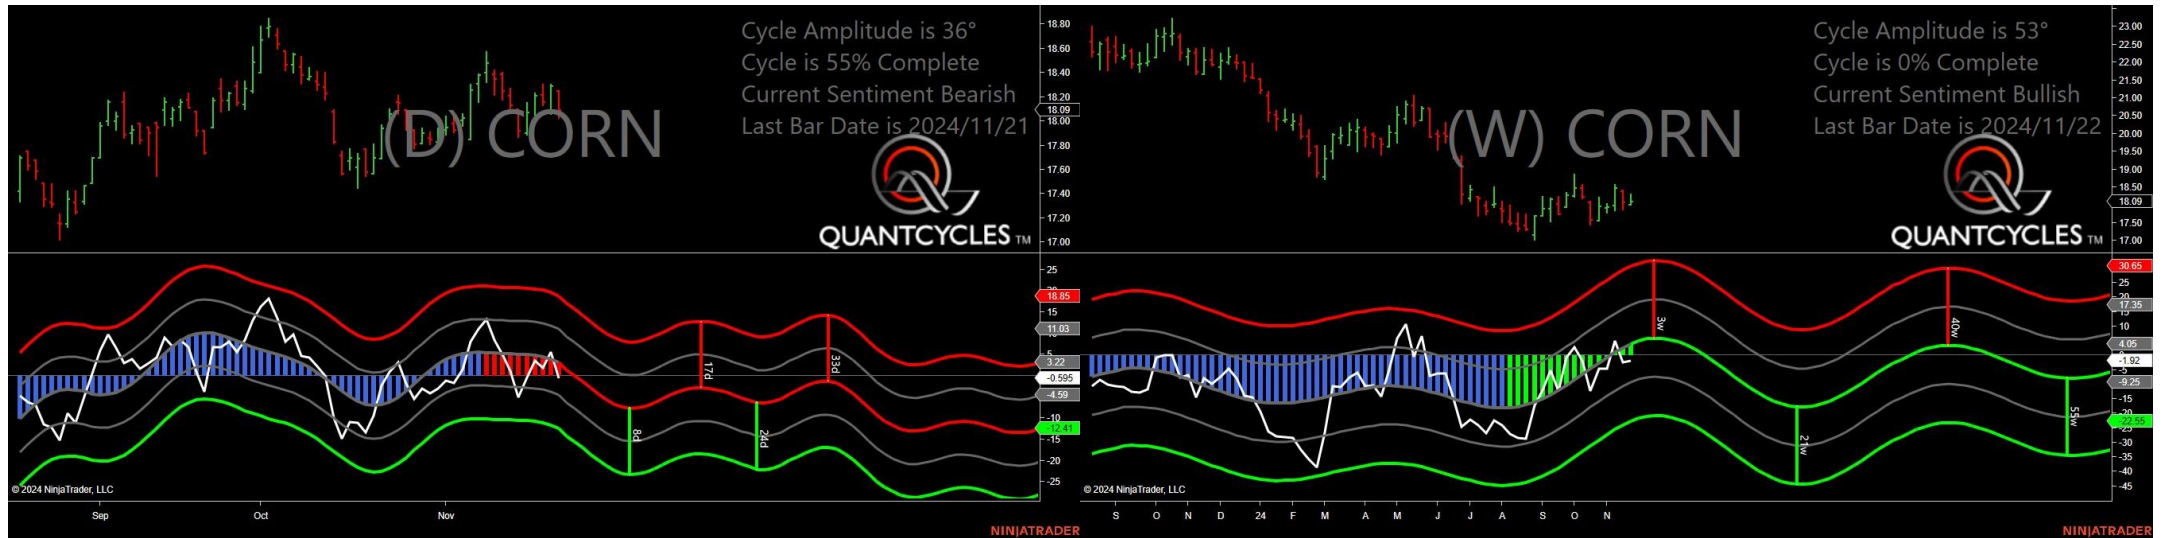 Cycle Amplitude is 36°
Cycle is 55% Complete
Current Sentiment Bearish
Last Bar Date is 2024/11/21
(D) CORN
QUANTCYCLES TM
18.80
18.60
18.40
18.20
18.09
18.00
17.80
17.60
17.40
17.20
17.00
25
18.85
11.03
5
3.22
-0.595
-4.59
-10
-12.41
-15
-20
-25
8d
17d
24d
33d
© 2024 NinjaTrader, LLC
Sep
Oct
Nov
NINJATRADER
Cycle Amplitude is 53°
Cycle is 0% Complete
Current Sentiment Bullish
Last Bar Date is 2024/11/22
(W) CORN
QUANTCYCLES TM
23.00
22.50
22.00
21.50
21.00
20.50
20.00
19.50
19.00
18.50
18.09
17.50
17.00
30.65
25
17.35
15
10
4.05
-1.92
-5
-9.25
-15
-22.55
-30
-35
-40
-45
3w
21w
40w
55w
© 2024 NinjaTrader, LLC
S O N D 24 F M A M J J A S O N
NINJATRADER